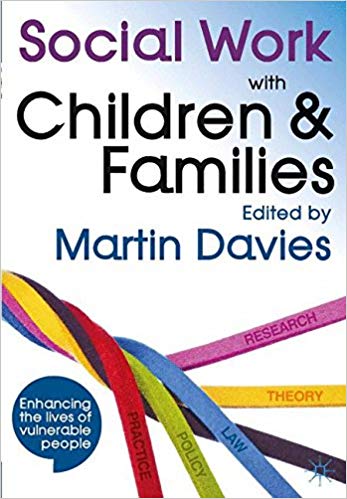 Social Work
with
Children &
Families
Edited by
Martin Davies
RESEARCH
THEORY
LAW
POLICY
PRACTICE
Enhancing
the lives of
vulnerable
people